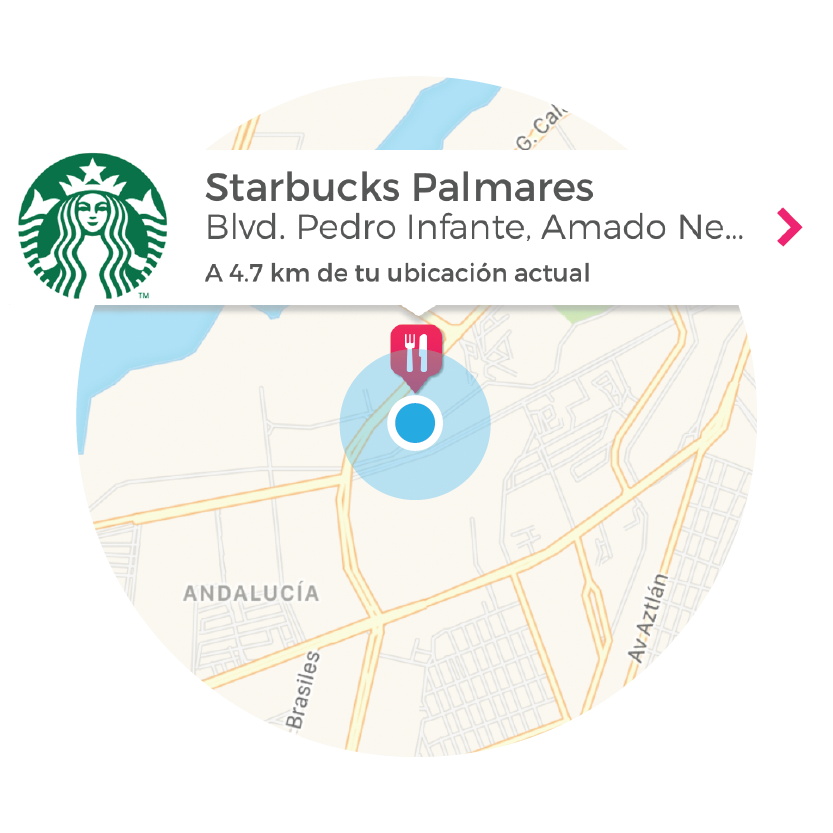 G. Cal
Starbucks Palmares
Blvd. Pedro Infante, Amado Ne...
A 4.7 km de tu ubicación actual
TM
ANDALUCÍA
Av Aztlán
Brasiles